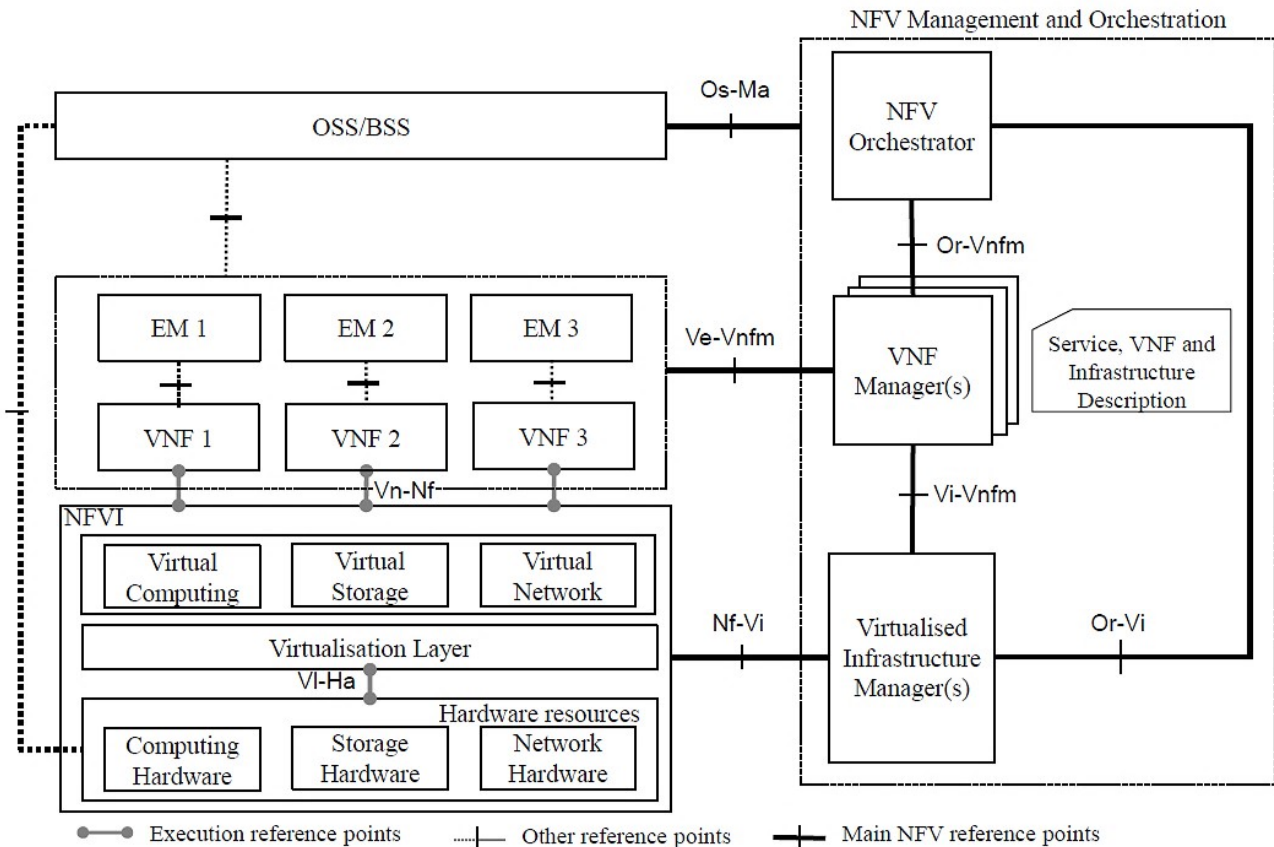 NFV Management and Orchestration
Os-Ma
OSS/BSS
NFV
Orchestrator
Or-Vnfm
EM 1
EM 2
EM 3
Ve-Vnfm
VNF
Manager(s)
Service, VNF and
Infrastructure
Description
VNF 1
VNF 2
VNF 3
Vn-Nf
Vi-Vnfm
NFVI
Virtual
Computing
Virtual
Storage
Virtual
Network
Nf-Vi
Virtualised
Infrastructure
Manager(s)
Or-Vi
Virtualisation Layer
Vl-Ha
Hardware resources
Computing
Hardware
Storage
Hardware
Network
Hardware
Execution reference points
Other reference points
Main NFV reference points